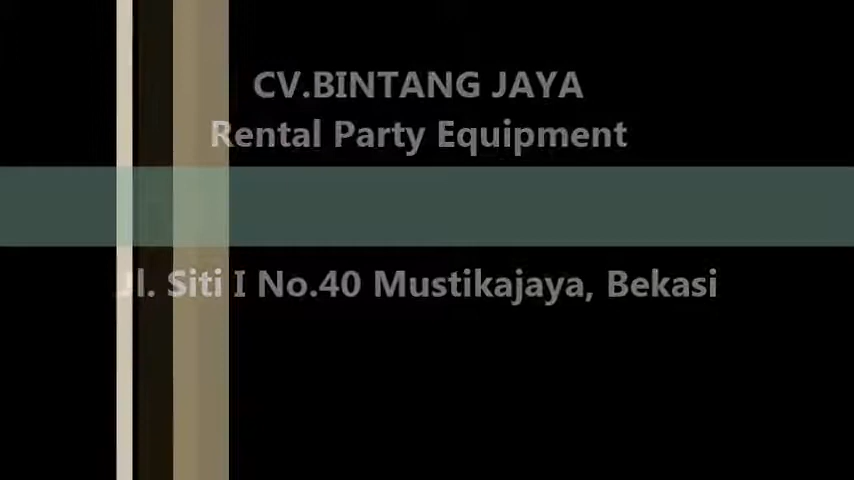 CV.BINTANG JAYA
Rental Party Equipment
Jl. Siti I No.40 Mustikajaya, Bekasi